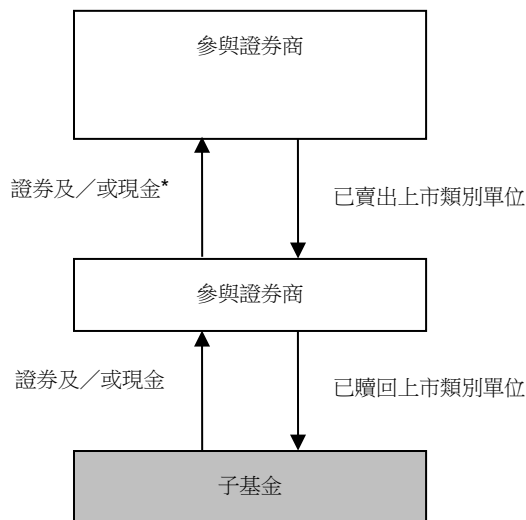 參與證券商
證券及／或現金*
已賣出上市類別單位
參與證券商
證券及／或現金
已贖回上市類別單位
子基金